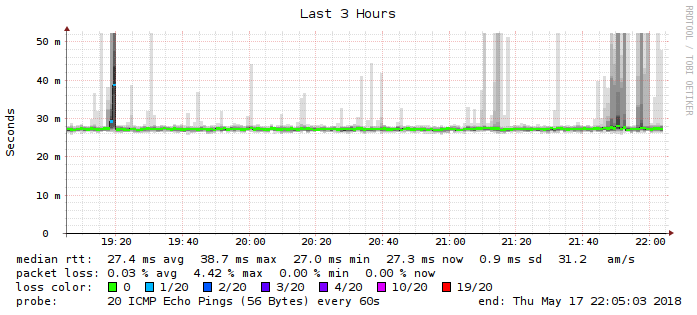 Last 3 Hours
RRDTOOL / TOBI OETIKER
Seconds
50 m
40 m
30 m
20 m
10 m
0
19:20 19:40 20:00 20:20 20:40 21:00 21:20 21:40 22:00
median rtt: 27.4 ms avg 38.7 ms max 27.0 ms min 27.3 ms now 0.9 ms sd 31.2 am/s
packet loss: 0.03 % avg 4.42 % max 0.00 % min 0.00 % now
loss color: 0 1/20 2/20 3/20 4/20 10/20 19/20
probe: 20 ICMP Echo Pings (56 Bytes) every 60s end: Thu May 17 22:05:03 2018